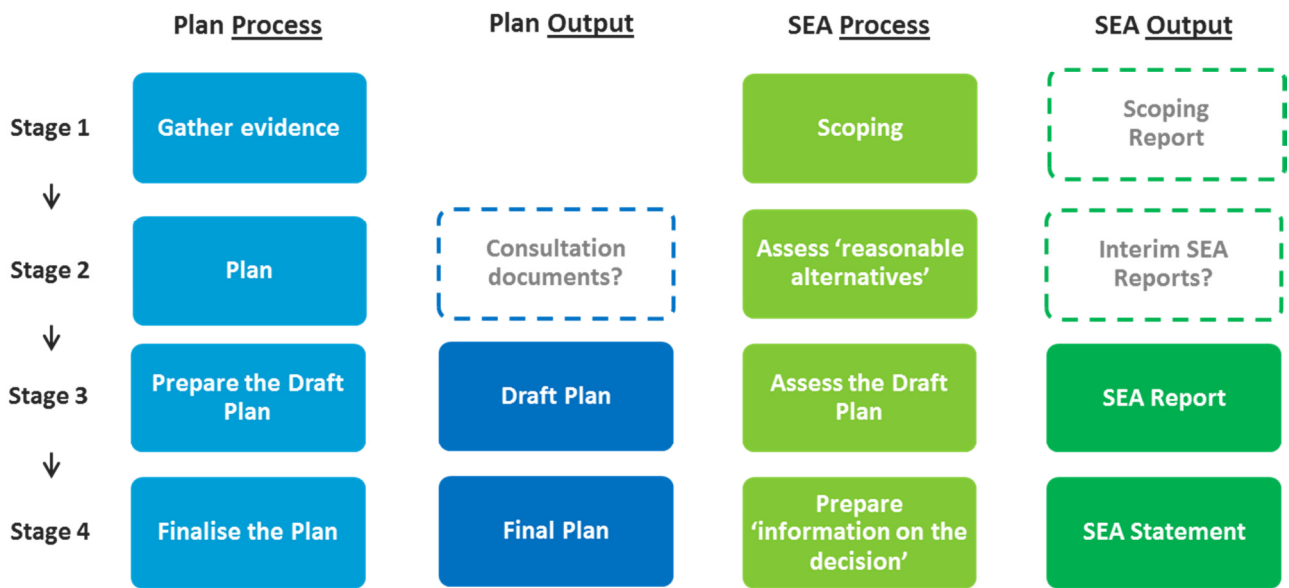 Plan Process
Plan Output
SEA Process
SEA Output
Stage 1
Gather evidence
Scoping
Scoping
Report
Stage 2
Plan
Consultation
documents?
Assess ‘reasonable
alternatives’
Interim SEA
Reports?
Stage 3
Prepare the Draft
Plan
Draft Plan
Assess the Draft
Plan
SEA Report
Stage 4
Finalise the Plan
Final Plan
Prepare
‘information on the
decision’
SEA Statement